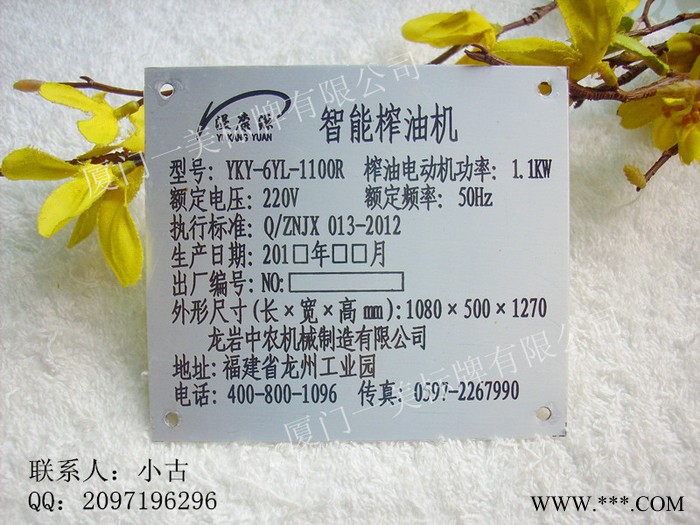 智能榨油机
YI KANG YUAN
型号: YKY-6YL-1100R 榨油电动机功率: 1.1KW
额定电压: 220V 额定频率: 50Hz
执行标准: Q/ZNJX 013-2012
生产日期: 201□年□□月
出厂编号: NO:
外形尺寸(长×宽×高 mm): 1080×500×1270
龙岩中农机械制造有限公司
地址: 福建省龙州工业园
电话: 400-800-1096 传真: 0597-2267990
厦门一美标牌有限公司
厦门一美标牌有限公司
联系人: 小古
QQ: 2097196296
WWW.***.COM